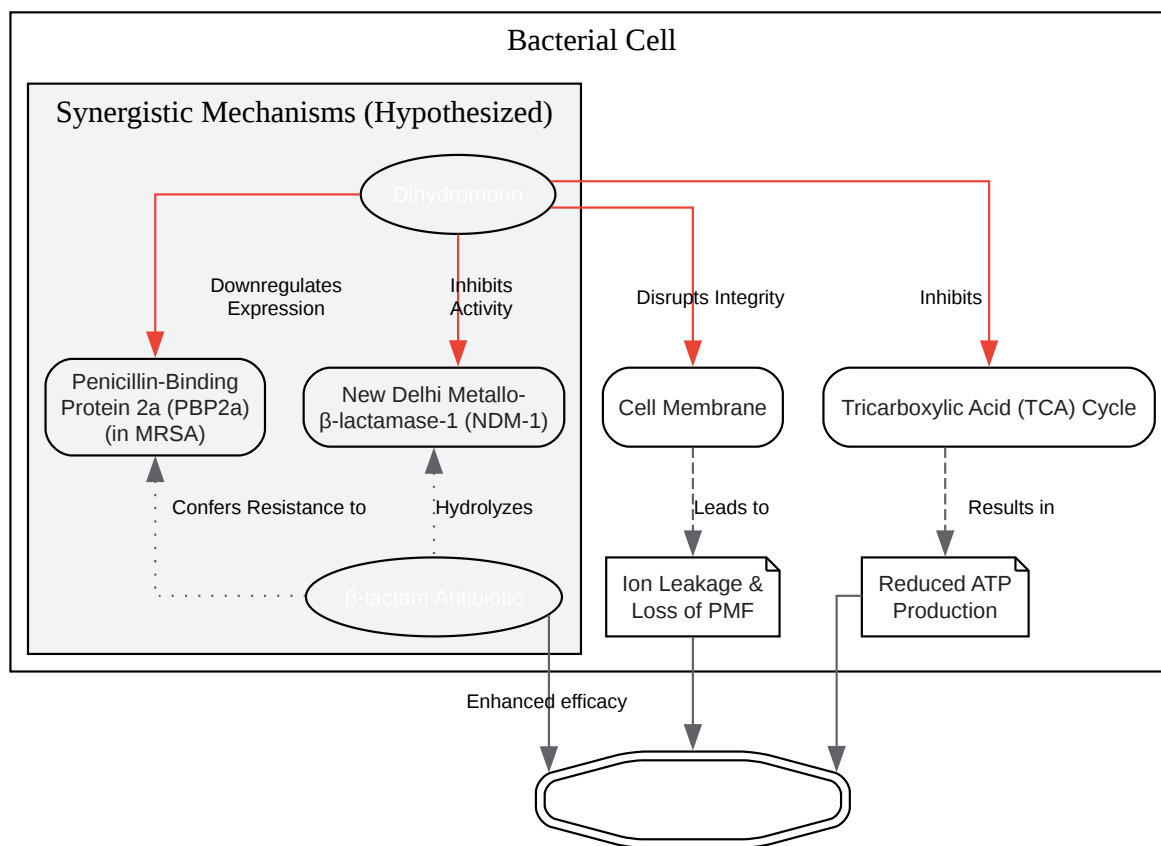 Bacterial Cell
Synergistic Mechanisms (Hypothesized)
Dihydromorin
Downregulates
Expression
Inhibits
Activity
Disrupts Integrity
Inhibits
Penicillin-Binding
Protein 2a (PBP2a)
(in MRSA)
New Delhi Metallo-
β-lactamase-1 (NDM-1)
Cell Membrane
Tricarboxylic Acid (TCA) Cycle
Confers Resistance to
Hydrolyzes
Leads to
Results in
β-lactam Antibiotic
Ion Leakage &
Loss of PMF
Reduced ATP
Production
Enhanced efficacy